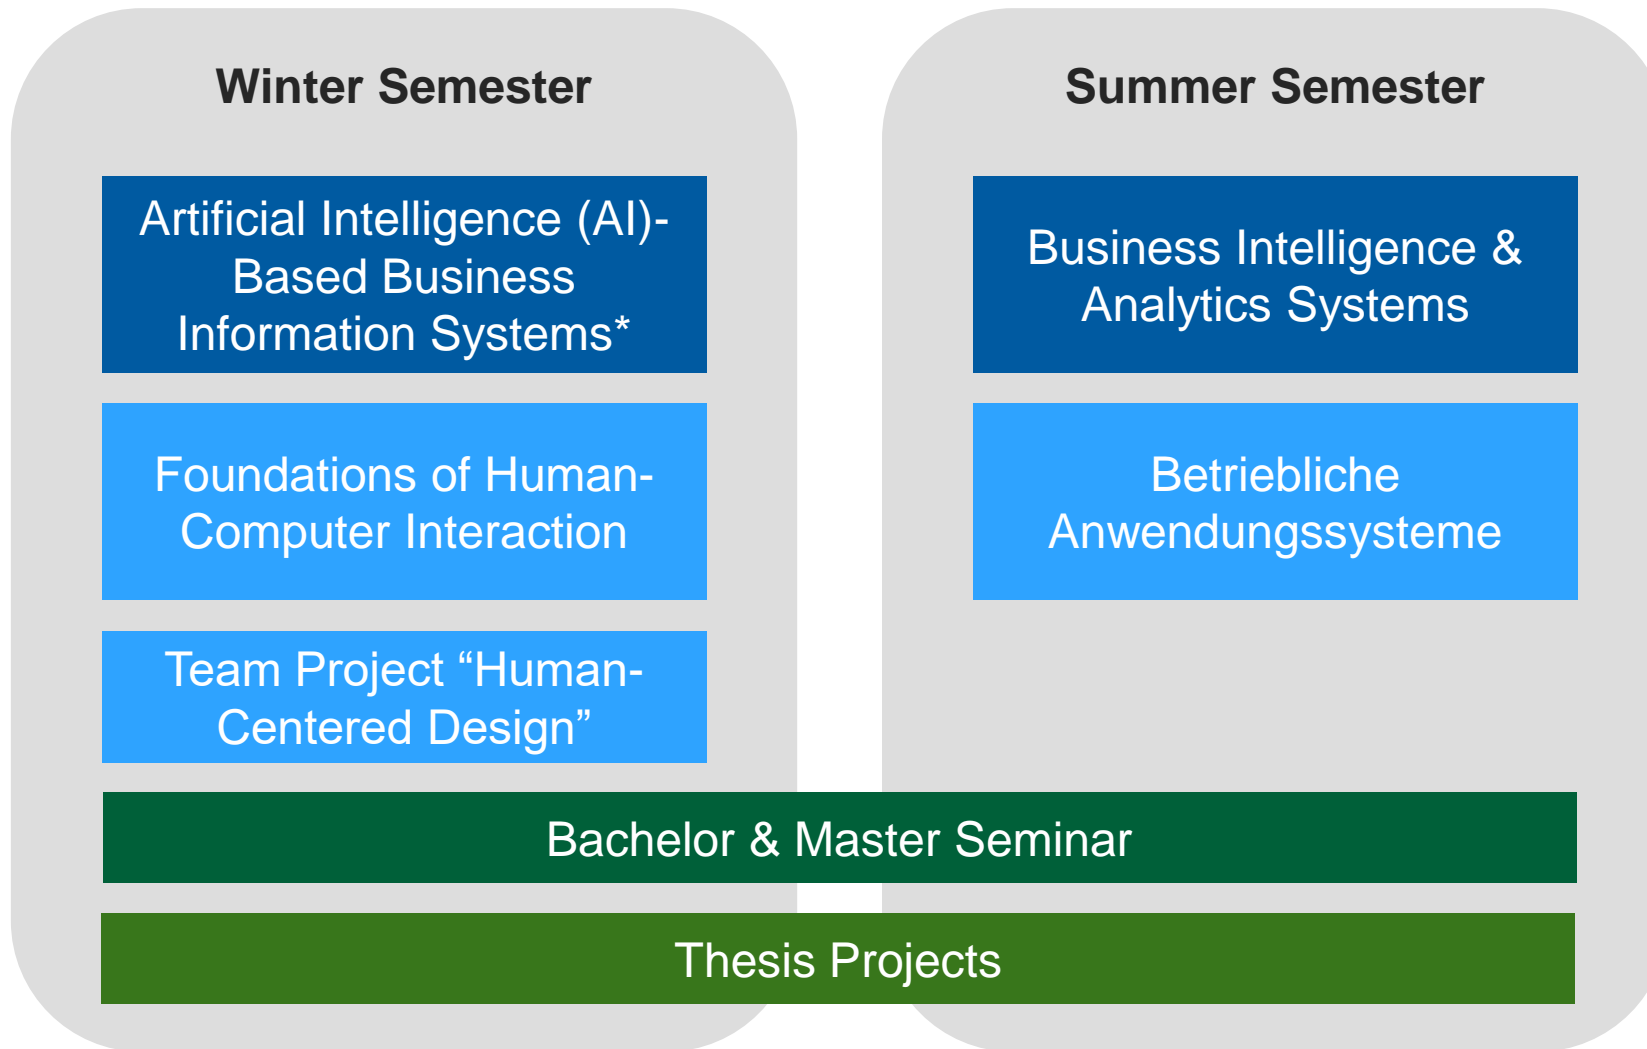 Winter Semester
Artificial Intelligence (AI)-
Based Business
Information Systems*
Foundations of Human-
Computer Interaction
Team Project “Human-
Centered Design”
Summer Semester
Business Intelligence &
Analytics Systems
Betriebliche
Anwendungssysteme
Bachelor & Master Seminar
Thesis Projects